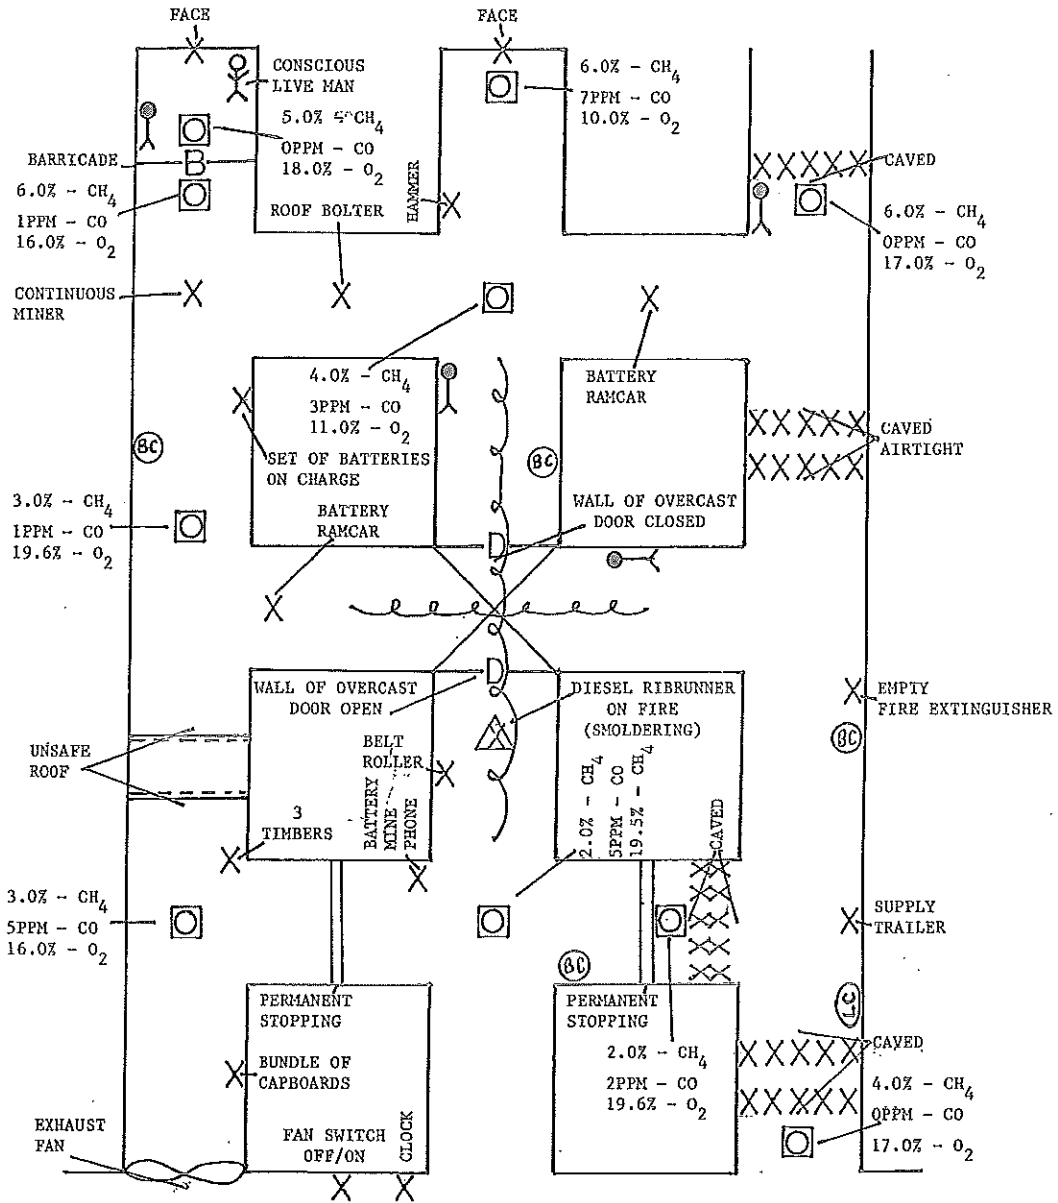 FACE
FACE
CONSCIOUS
LIVE MAN
5.0% - CH4
0PPM - CO
18.0% - O2
6.0% - CH4
7PPM - CO
10.0% - O2
BARRICADE
B
6.0% - CH4
1PPM - CO
16.0% - O2
ROOF BOLTER
HAMMER
CAVED
6.0% - CH4
0PPM - CO
17.0% - O2
CONTINUOUS
MINER
4.0% - CH4
3PPM - CO
11.0% - O2
BATTERY
RAMCAR
SET OF BATTERIES
ON CHARGE
BC
BC
CAVED
AIRTIGHT
3.0% - CH4
1PPM - CO
19.6% - O2
BATTERY
RAMCAR
WALL OF OVERCAST
DOOR CLOSED
D
D
WALL OF OVERCAST
DOOR OPEN
DIESEL RIBRUNNER
ON FIRE
(SMOLDERING)
EMPTY
FIRE EXTINGUISHER
BC
UNSAFE
ROOF
BELT
ROLLER
BATTERY
MINE
PHONE
3
TIMBERS
2.0% - CH4
5PPM - CO
19.5% - CH4
CAVED
3.0% - CH4
5PPM - CO
16.0% - O2
SUPPLY
TRAILER
BC
LC
PERMANENT
STOPPING
PERMANENT
STOPPING
2.0% - CH4
2PPM - CO
19.6% - O2
CAVED
4.0% - CH4
0PPM - CO
17.0% - O2
BUNDLE OF
CAPBOARDS
EXHAUST
FAN
FAN SWITCH
OFF/ON
CLOCK